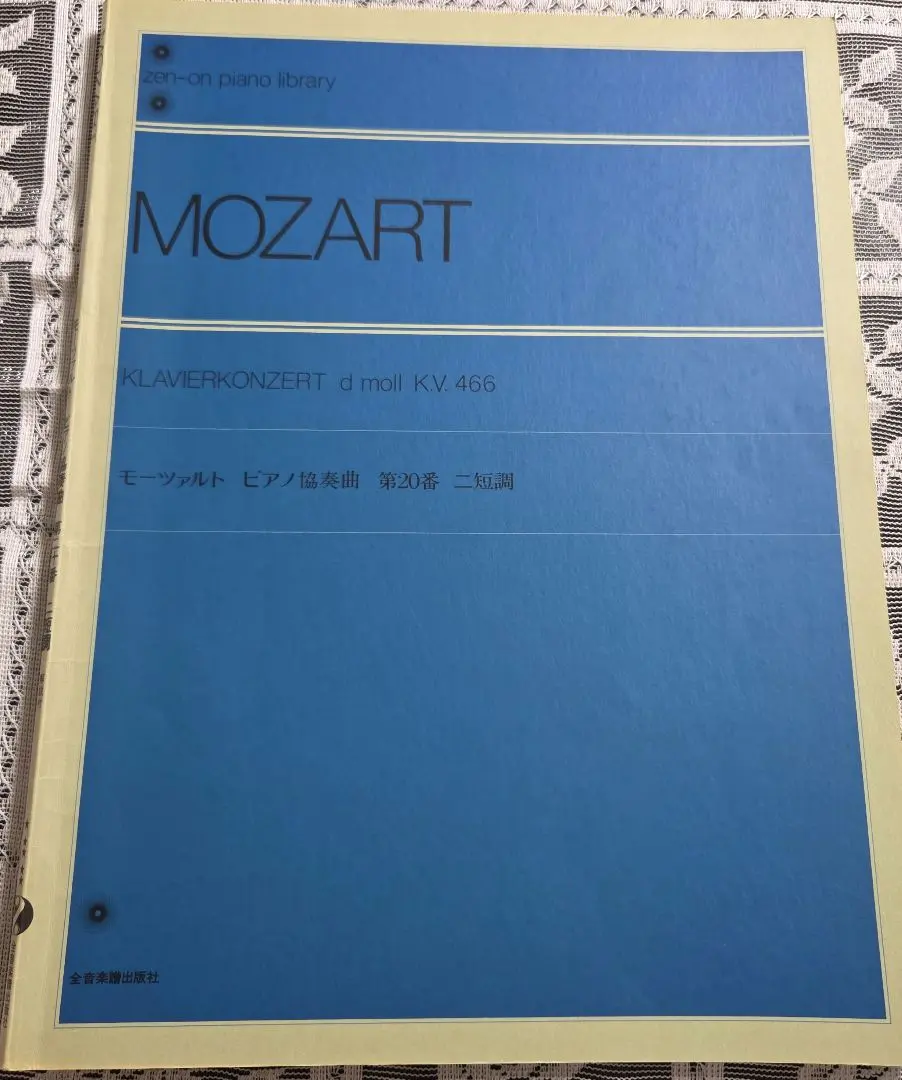 zen-on piano library
MOZART
KLAVIERKONZERT d moll K.V. 466
モーツァルト ピアノ協奏曲 第20番 ニ短調
全音楽譜出版社